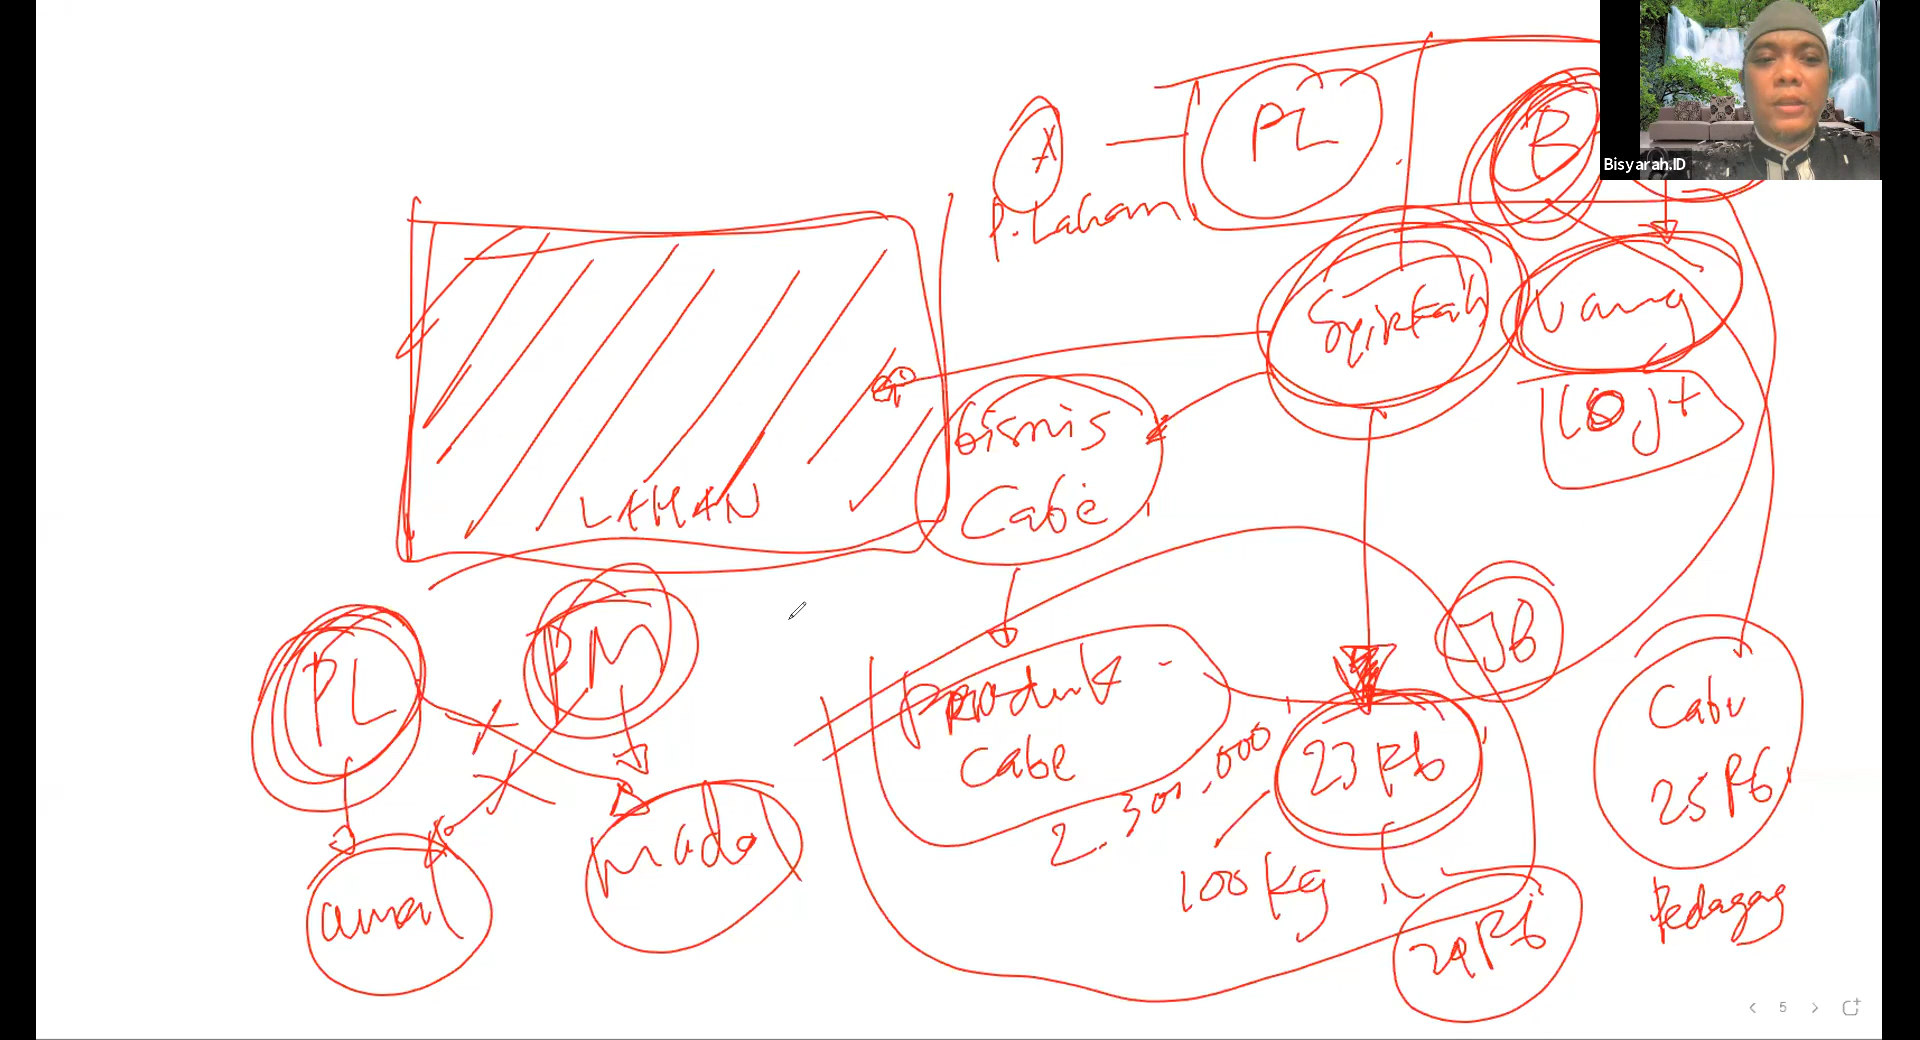 PL
B
Bisyarah.ID
A
P. Lahan
Syirkah
Uang
10 jt
bisnis
Cabe
LAHAN
PL
PM
JB
Produk
Cabe
23 Rb
2.300.000
100 kg
24 Rb
Cabe
25 Rb
Pedagang
amal
modal
5